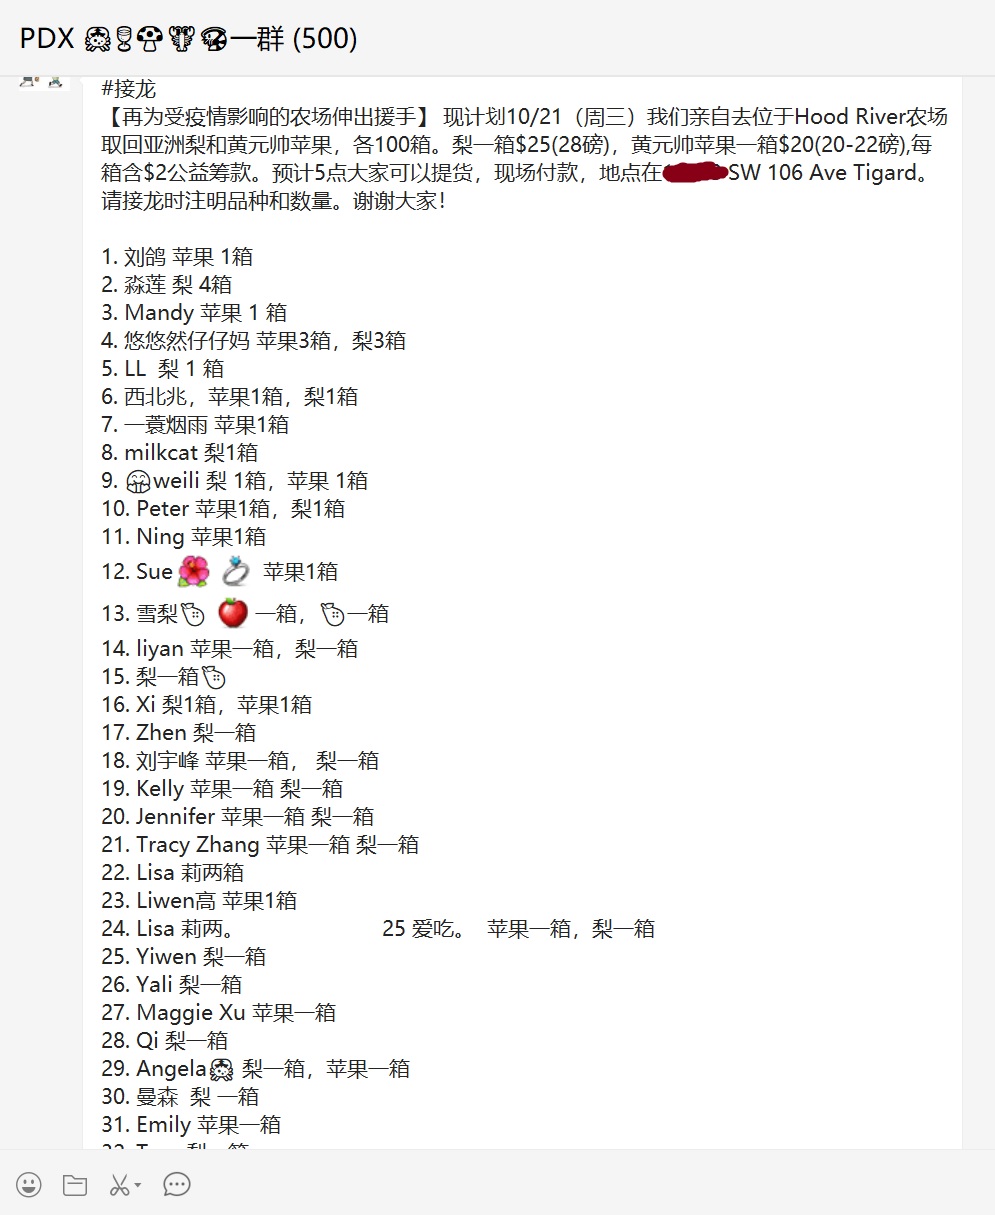 PDX 一群 (500)
#接龙
【再为受疫情影响的农场伸出援手】 现计划10/21（周三）我们亲自去位于Hood River农场
取回亚洲梨和黄元帅苹果，各100箱。梨一箱$25(28磅)，黄元帅苹果一箱$20(20-22磅),每
箱含$2公益筹款。预计5点大家可以提货，现场付款，地点在SW 106 Ave Tigard。
请接龙时注明品种和数量。谢谢大家！
1. 刘鸽 苹果 1箱
2. 淼莲 梨 4箱
3. Mandy 苹果 1 箱
4. 悠悠然仔仔妈 苹果3箱，梨3箱
5. LL 梨 1 箱
6. 西北兆，苹果1箱，梨1箱
7. 一蓑烟雨 苹果1箱
8. milkcat 梨1箱
9. weili 梨 1箱，苹果 1箱
10. Peter 苹果1箱，梨1箱
11. Ning 苹果1箱
12. Sue 苹果1箱
13. 雪梨 一箱，一箱
14. liyan 苹果一箱，梨一箱
15. 梨一箱
16. Xi 梨1箱，苹果1箱
17. Zhen 梨一箱
18. 刘宇峰 苹果一箱， 梨一箱
19. Kelly 苹果一箱 梨一箱
20. Jennifer 苹果一箱 梨一箱
21. Tracy Zhang 苹果一箱 梨一箱
22. Lisa 莉两箱
23. Liwen高 苹果1箱
24. Lisa 莉两。 25 爱吃。 苹果一箱，梨一箱
25. Yiwen 梨一箱
26. Yali 梨一箱
27. Maggie Xu 苹果一箱
28. Qi 梨一箱
29. Angela 梨一箱，苹果一箱
30. 曼森 梨 一箱
31. Emily 苹果一箱